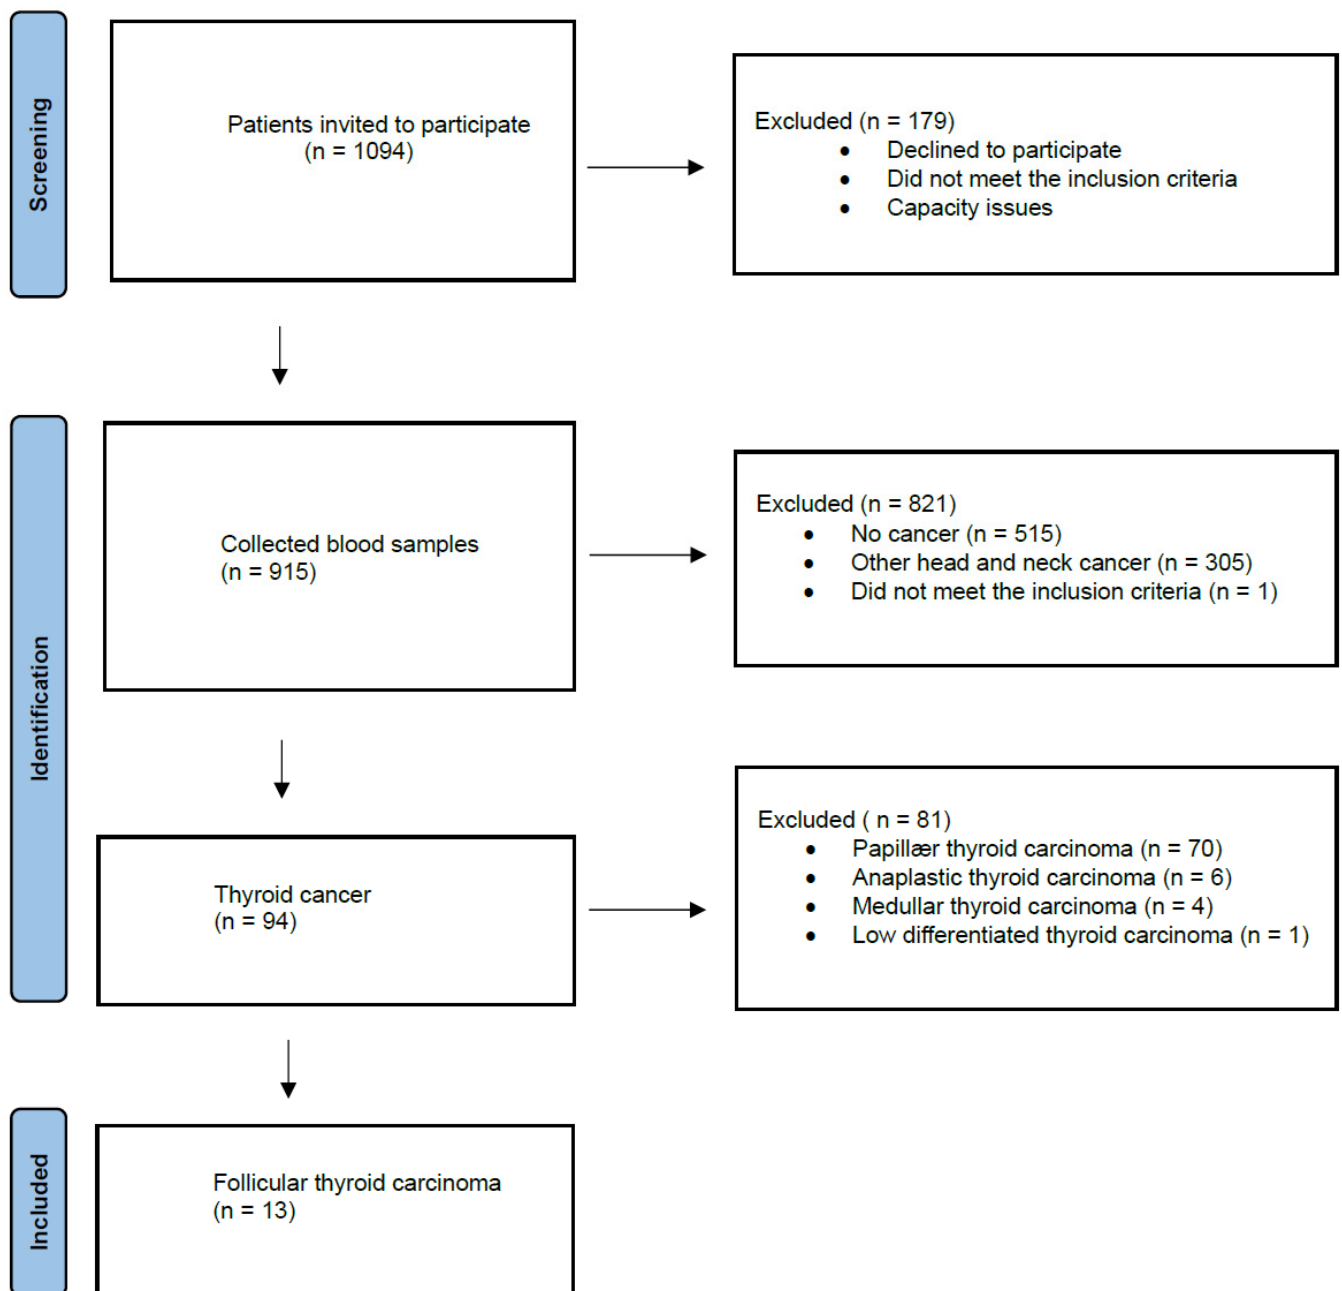 Screening
Patients invited to participate
(n = 1094)
Excluded (n = 179)
• Declined to participate
• Did not meet the inclusion criteria
• Capacity issues
Identification
Collected blood samples
(n = 915)
Excluded (n = 821)
• No cancer (n = 515)
• Other head and neck cancer (n = 305)
• Did not meet the inclusion criteria (n = 1)
Thyroid cancer
(n = 94)
Excluded ( n = 81)
• Papillær thyroid carcinoma (n = 70)
• Anaplastic thyroid carcinoma (n = 6)
• Medullar thyroid carcinoma (n = 4)
• Low differentiated thyroid carcinoma (n = 1)
Included
Follicular thyroid carcinoma
(n = 13)